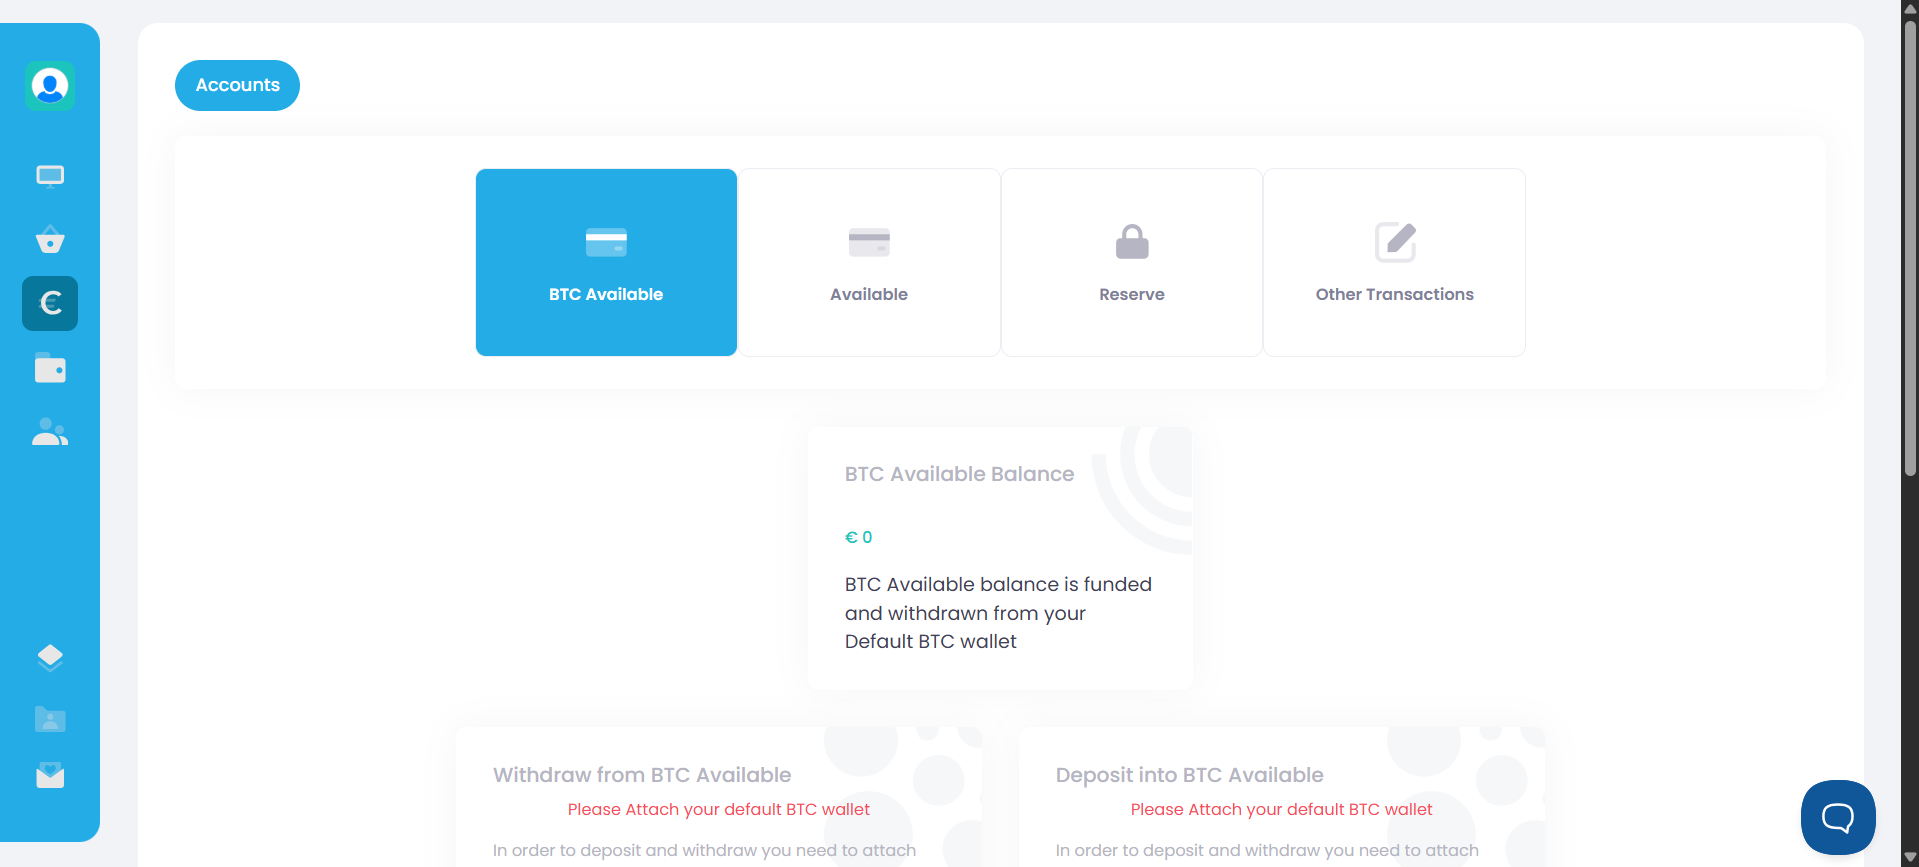 Accounts
BTC Available
Available
Reserve
Other Transactions
BTC Available Balance
€ 0
BTC Available balance is funded
and withdrawn from your
Default BTC wallet
Withdraw from BTC Available
Please Attach your default BTC wallet
In order to deposit and withdraw you need to attach
Deposit into BTC Available
Please Attach your default BTC wallet
In order to deposit and withdraw you need to attach